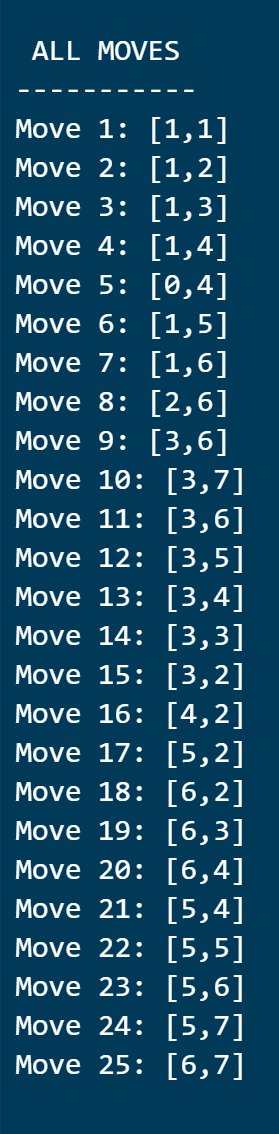 ALL MOVES
-----------
Move 1: [1,1]
Move 2: [1,2]
Move 3: [1,3]
Move 4: [1,4]
Move 5: [0,4]
Move 6: [1,5]
Move 7: [1,6]
Move 8: [2,6]
Move 9: [3,6]
Move 10: [3,7]
Move 11: [3,6]
Move 12: [3,5]
Move 13: [3,4]
Move 14: [3,3]
Move 15: [3,2]
Move 16: [4,2]
Move 17: [5,2]
Move 18: [6,2]
Move 19: [6,3]
Move 20: [6,4]
Move 21: [5,4]
Move 22: [5,5]
Move 23: [5,6]
Move 24: [5,7]
Move 25: [6,7]